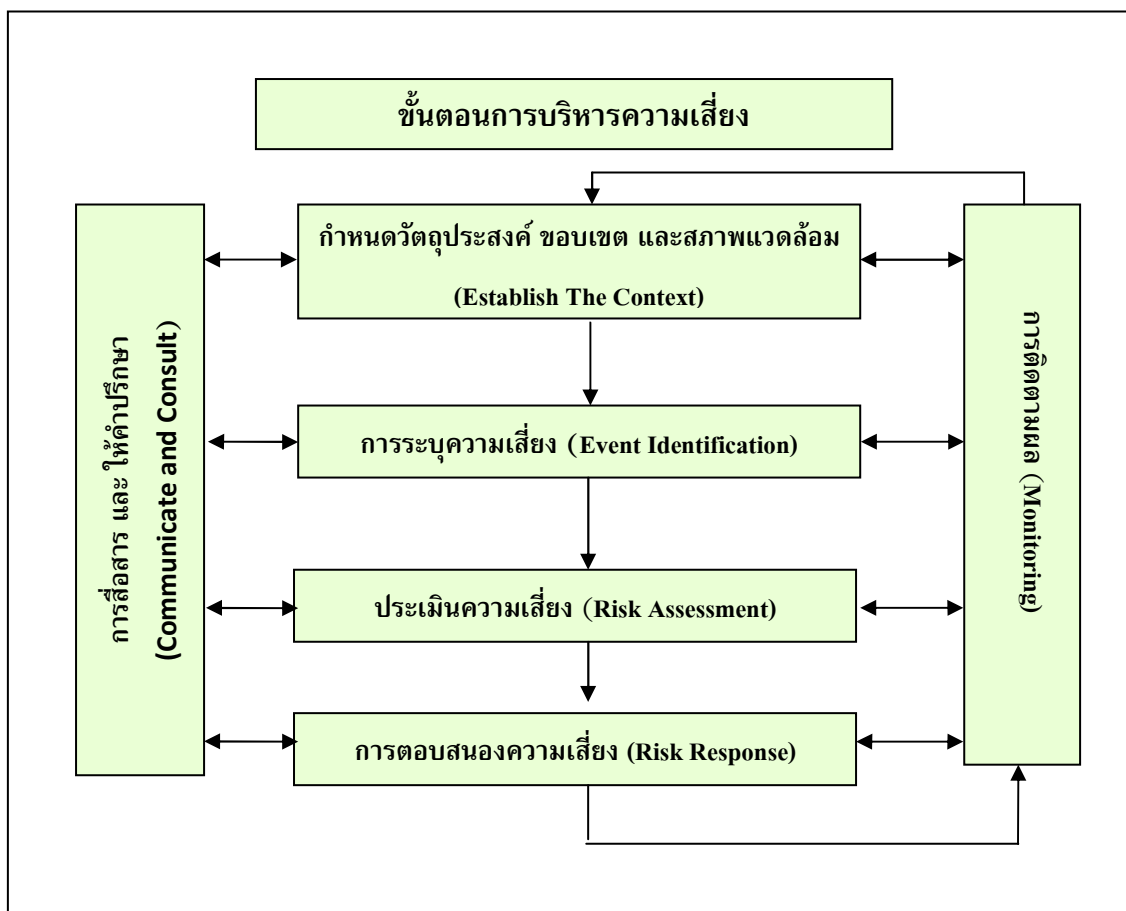 ขั้นตอนการบริหารความเสี่ยง
กำหนดวัตถุประสงค์ ขอบเขต และสภาพแวดล้อม
(Establish The Context)
การระบุความเสี่ยง (Event Identification)
ประเมินความเสี่ยง (Risk Assessment)
การตอบสนองความเสี่ยง (Risk Response)
การสื่อสาร และ ให้คำปรึกษา
(Communicate and Consult)
การติดตามผล (Monitoring)